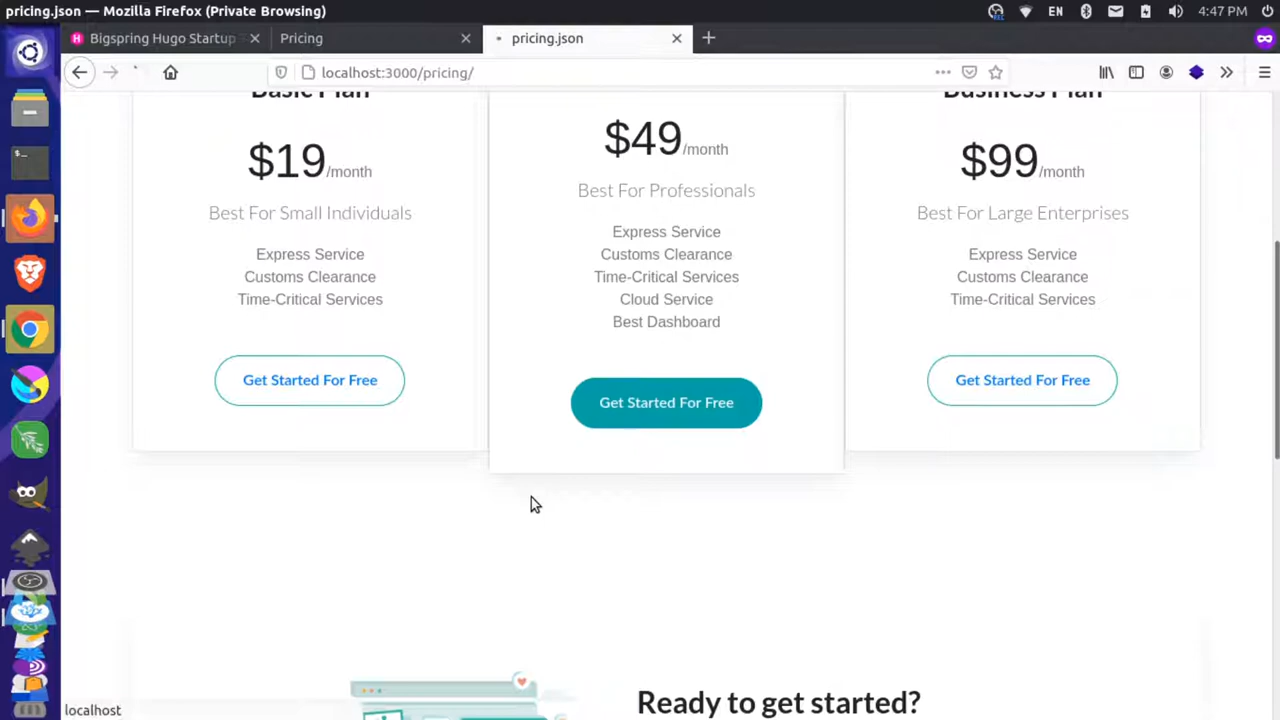 pricing.json — Mozilla Firefox (Private Browsing)
EN
4:47 PM
Bigspring Hugo Startup
Pricing
pricing.json
localhost:3000/pricing/
Basic Plan
Business Plan
$19/month
$49/month
$99/month
Best For Small Individuals
Best For Professionals
Best For Large Enterprises
Express Service
Customs Clearance
Time-Critical Services
Express Service
Customs Clearance
Time-Critical Services
Cloud Service
Best Dashboard
Express Service
Customs Clearance
Time-Critical Services
Get Started For Free
Get Started For Free
Get Started For Free
Ready to get started?
localhost